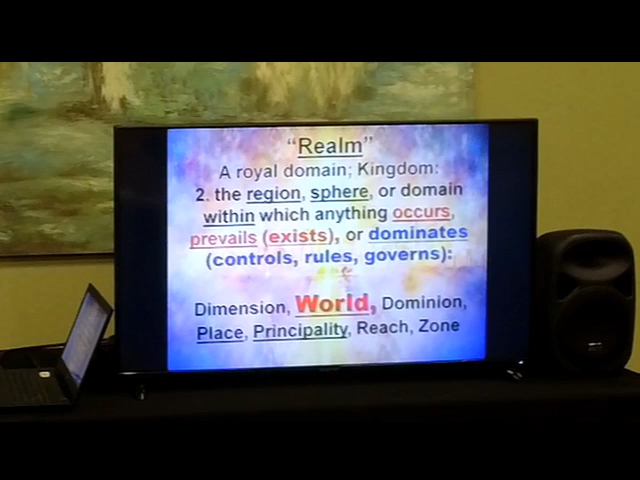 “Realm”
A royal domain; Kingdom:
2. the region, sphere, or domain
within which anything occurs,
prevails (exists), or dominates
(controls, rules, governs):
Dimension, World, Dominion,
Place, Principality, Reach, Zone